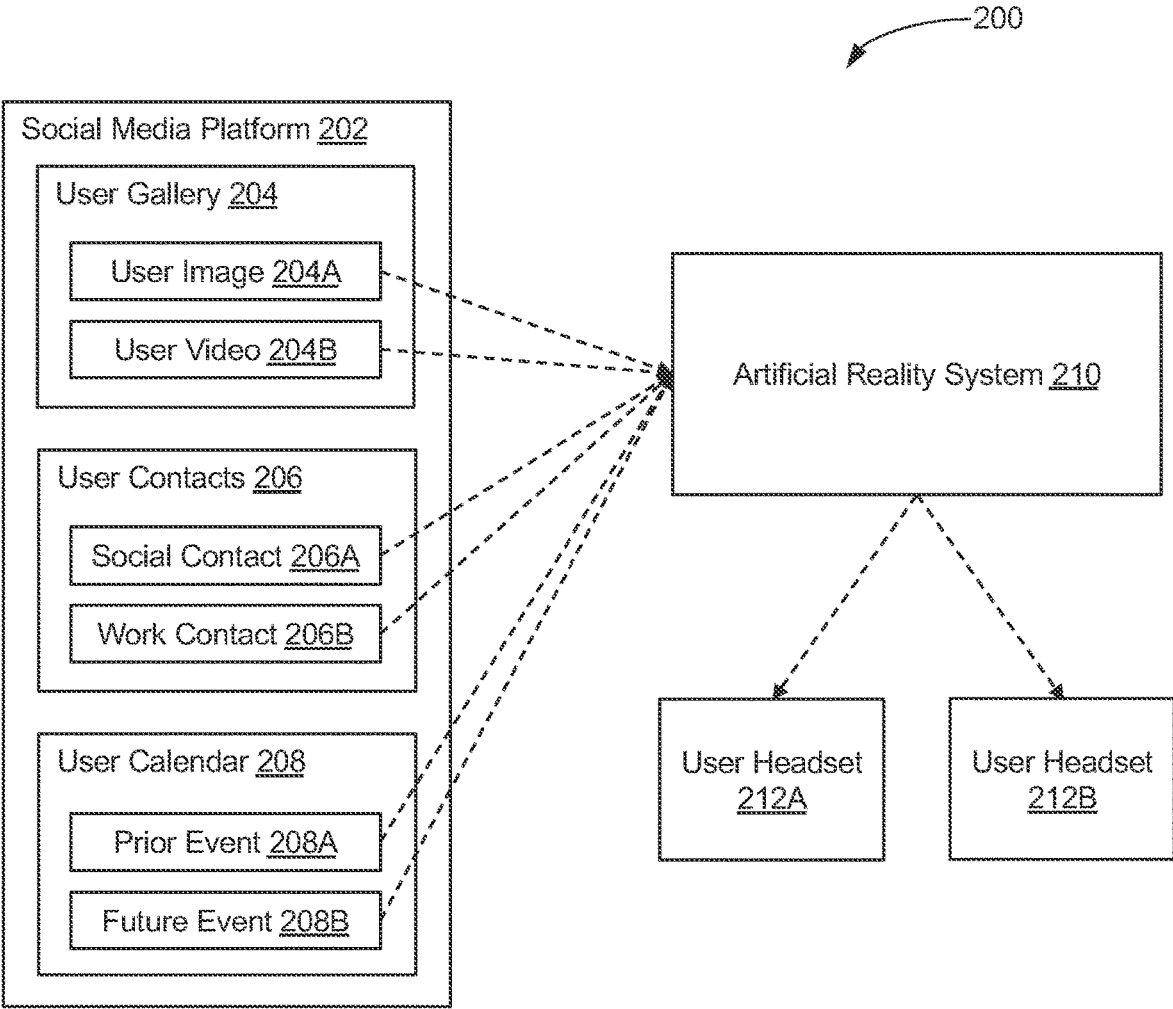 200
Social Media Platform 202
User Gallery 204
User Image 204A
User Video 204B
User Contacts 206
Social Contact 206A
Work Contact 206B
User Calendar 208
Prior Event 208A
Future Event 208B
Artificial Reality System 210
User Headset
212A
User Headset
212B